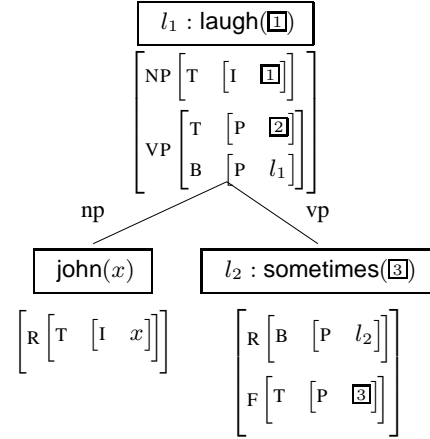 l₁ : laugh(1)
NP [T [I 1]]
VP [T [P 2]
B [P l₁]]
np vp
john(x) l₂ : sometimes(3)
[R [T [I x]]] [R [B [P l₂]]
F [T [P 3]]]